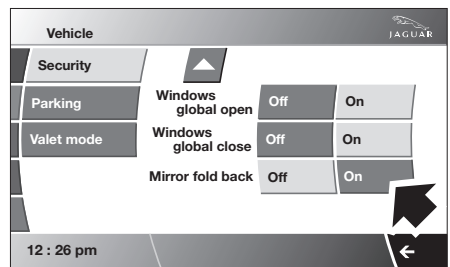 Vehicle
JAGUAR
Security
Parking
Valet mode
Windows
global open
Off
On
Windows
global close
Off
On
Mirror fold back
Off
On
12 : 26 pm